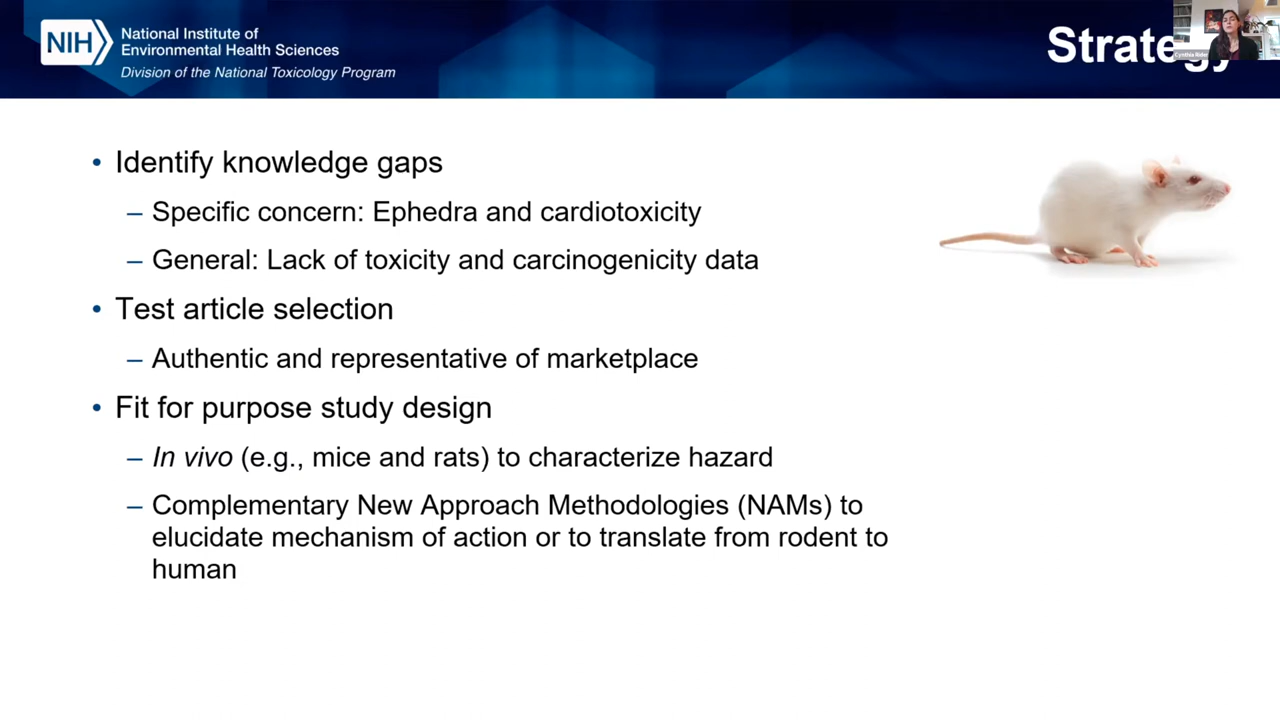 NIH
National Institute of
Environmental Health Sciences
Division of the National Toxicology Program
Strategy
• Identify knowledge gaps
– Specific concern: Ephedra and cardiotoxicity
– General: Lack of toxicity and carcinogenicity data
• Test article selection
– Authentic and representative of marketplace
• Fit for purpose study design
– In vivo (e.g., mice and rats) to characterize hazard
– Complementary New Approach Methodologies (NAMs) to
elucidate mechanism of action or to translate from rodent to
human